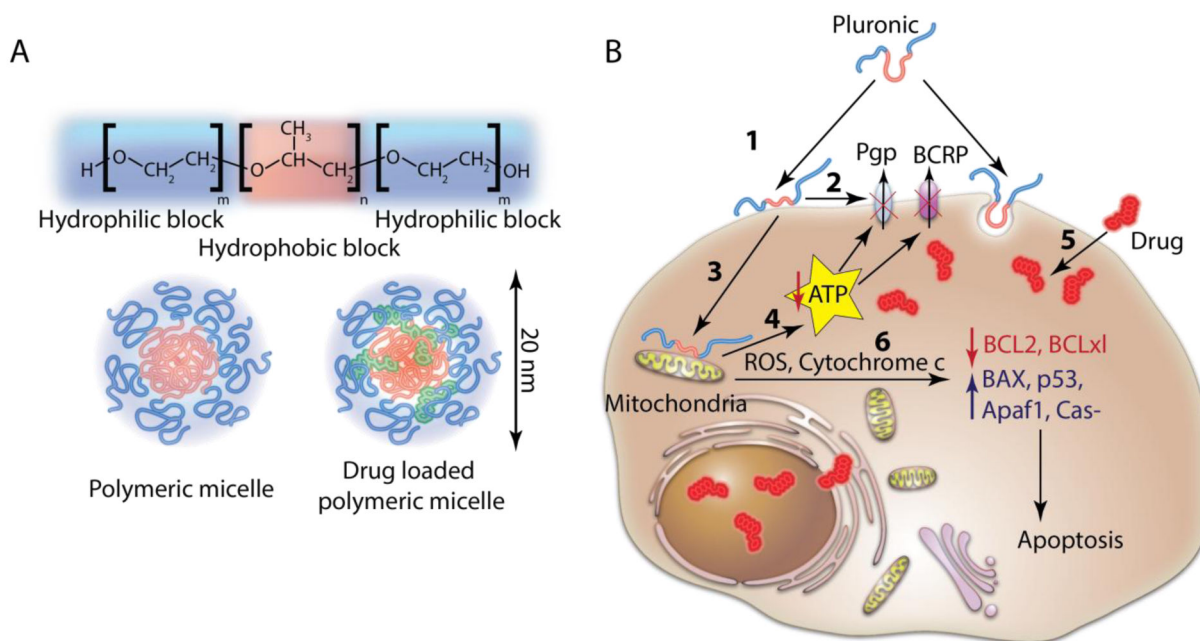 A
H [ O CH2 CH2 ]m [ O CH3 CH CH2 ]n [ O CH2 CH2 ]m OH
Hydrophilic block
Hydrophobic block
Hydrophilic block
20 nm
Polymeric micelle
Drug loaded
polymeric micelle
B
Pluronic
1
2
Pgp
BCRP
5
Drug
3
ATP
4
6
ROS, Cytochrome c
Mitochondria
BCL2, BCLxl
BAX, p53,
Apaf1, Cas-
Apoptosis